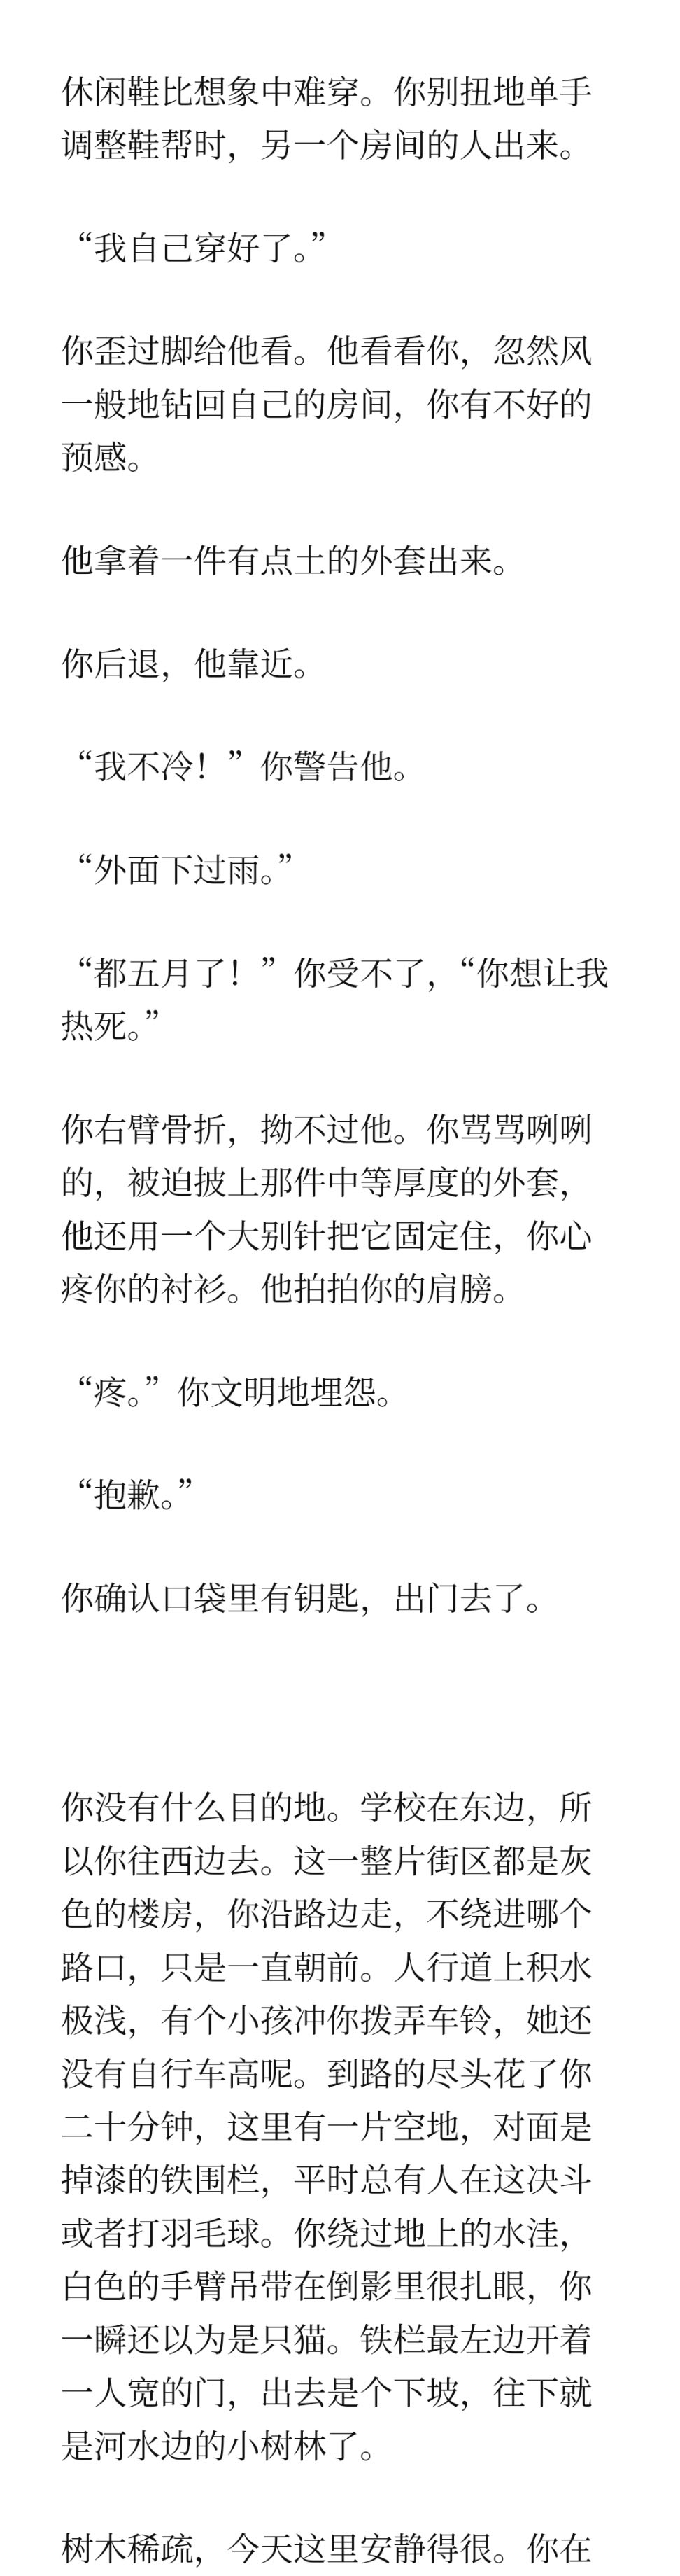 休闲鞋比想象中难穿。你别扭地单手
调整鞋帮时，另一个房间的人出来。
“我自己穿好了。”
你歪过脚给他看。他看看你，忽然风
一般地钻回自己的房间，你有不好的
预感。
他拿着一件有点土的外套出来。
你后退，他靠近。
“我不冷！”你警告他。
“外面下过雨。”
“都五月了！”你受不了，“你想让我
热死。”
你右臂骨折，拗不过他。你骂骂咧咧
的，被迫披上那件中等厚度的外套，
他还用一个大别针把它固定住，你心
疼你的衬衫。他拍拍你的肩膀。
“疼。”你文明地埋怨。
“抱歉。”
你确认口袋里有钥匙，出门去了。
你没有什么目的地。学校在东边，所
以你往西边去。这一整片街区都是灰
色的楼房，你沿路边走，不绕进哪个
路口，只是一直朝前。人行道上积水
极浅，有个小孩冲你拨弄车铃，她还
没有自行车高呢。到路的尽头花了你
二十分钟，这里有一片空地，对面是
掉漆的铁围栏，平时总有人在这决斗
或者打羽毛球。你绕过地上的水洼，
白色的手臂吊带在倒影里很扎眼，你
一瞬还以为是只猫。铁栏最左边开着
一人宽的门，出去是个下坡，往下就
是河水边的小树林了。
树木稀疏，今天这里安静得很。你在